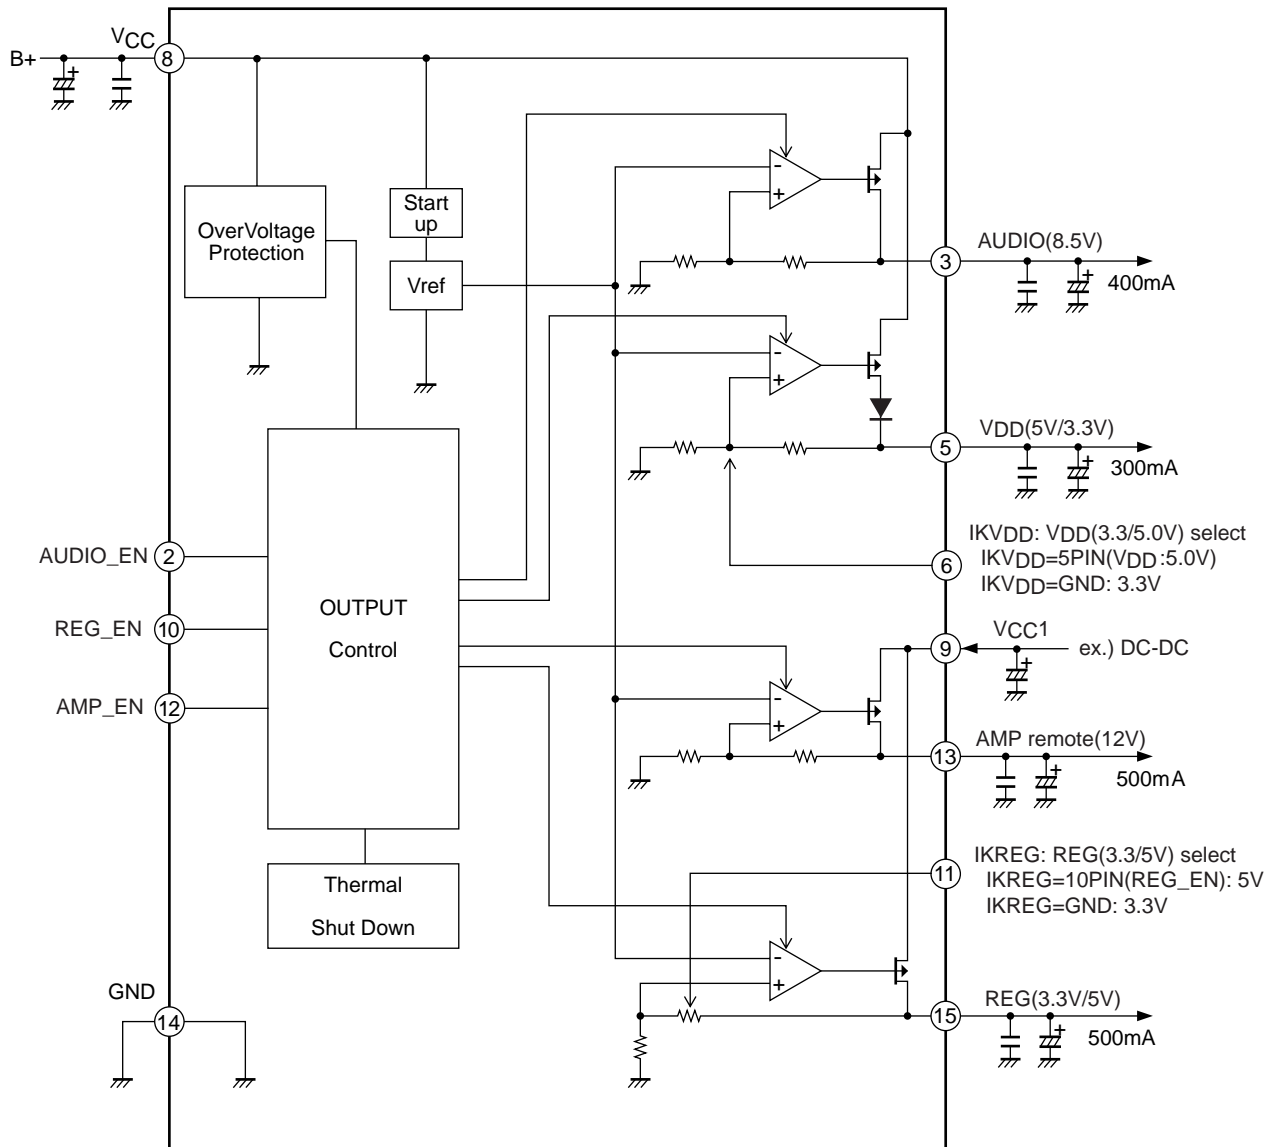 VCC
B+
8
+
Start
up
OverVoltage
Protection
Vref
-
+
3
AUDIO(8.5V)
+
400mA
-
+
5
VDD(5V/3.3V)
+
300mA
AUDIO_EN
2
REG_EN
10
AMP_EN
12
OUTPUT
Control
6
IKVDD: VDD(3.3/5.0V) select
IKVDD=5PIN(VDD:5.0V)
IKVDD=GND: 3.3V
9
VCC1
ex.) DC-DC
+
-
+
13
AMP remote(12V)
+
500mA
Thermal
Shut Down
11
IKREG: REG(3.3/5V) select
IKREG=10PIN(REG_EN): 5V
IKREG=GND: 3.3V
-
+
GND
14
15
REG(3.3V/5V)
+
500mA